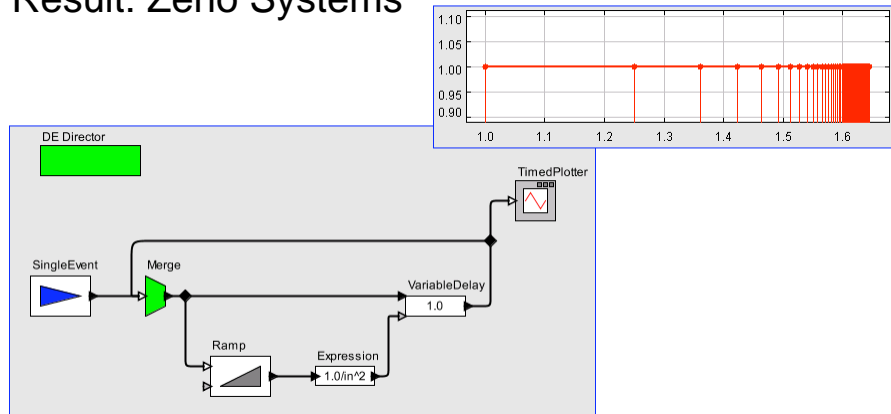 Result: Zeno Systems
1.10
1.05
1.00
0.95
0.90
1.0 1.1 1.2 1.3 1.4 1.5 1.6
DE Director
TimedPlotter
SingleEvent
Merge
VariableDelay
1.0
Ramp
Expression
1.0/in^2